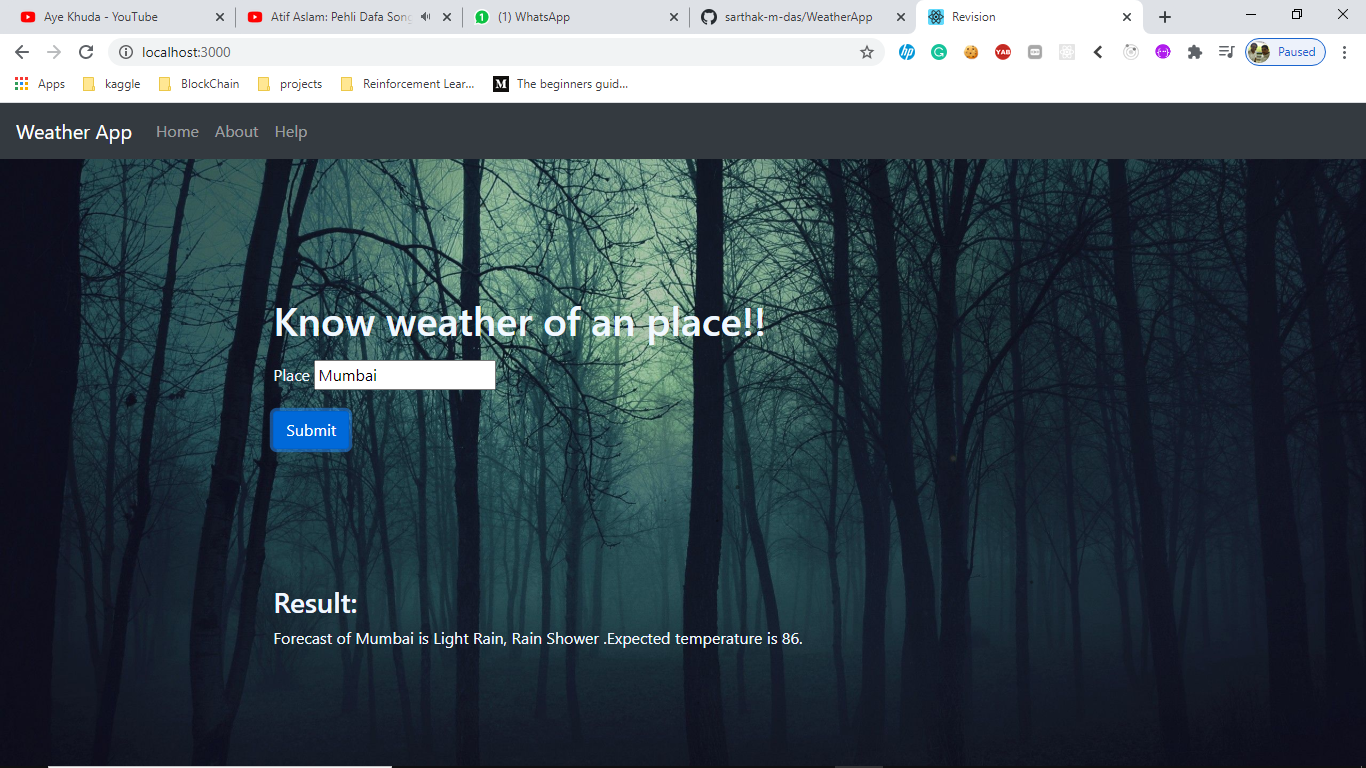 Aye Khuda - YouTube
Atif Aslam: Pehli Dafa Song
1 (1) WhatsApp
sarthak-m-das/WeatherApp
Revision
localhost:3000
YAB
Paused
Apps
kaggle
BlockChain
projects
Reinforcement Lear...
M The beginners guid...
Weather App Home About Help
Know weather of an place!!
Place Mumbai
Submit
Result:
Forecast of Mumbai is Light Rain, Rain Shower .Expected temperature is 86.